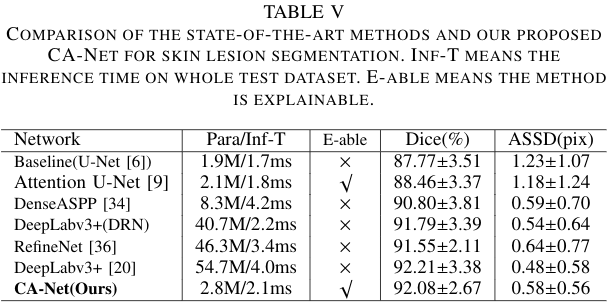 TABLE V
COMPARISON OF THE STATE-OF-THE-ART METHODS AND OUR PROPOSED
CA-NET FOR SKIN LESION SEGMENTATION. INF-T MEANS THE
INFERENCE TIME ON WHOLE TEST DATASET. E-ABLE MEANS THE METHOD
IS EXPLAINABLE.
Network Para/Inf-T E-able Dice(%) ASSD(pix)
Baseline(U-Net [6]) 1.9M/1.7ms × 87.77±3.51 1.23±1.07
Attention U-Net [9] 2.1M/1.8ms √ 88.46±3.37 1.18±1.24
DenseASPP [34] 8.3M/4.2ms × 90.80±3.81 0.59±0.70
DeepLabv3+(DRN) 40.7M/2.2ms × 91.79±3.39 0.54±0.64
RefineNet [36] 46.3M/3.4ms × 91.55±2.11 0.64±0.77
DeepLabv3+ [20] 54.7M/4.0ms × 92.21±3.38 0.48±0.58
CA-Net(Ours) 2.8M/2.1ms √ 92.08±2.67 0.58±0.56